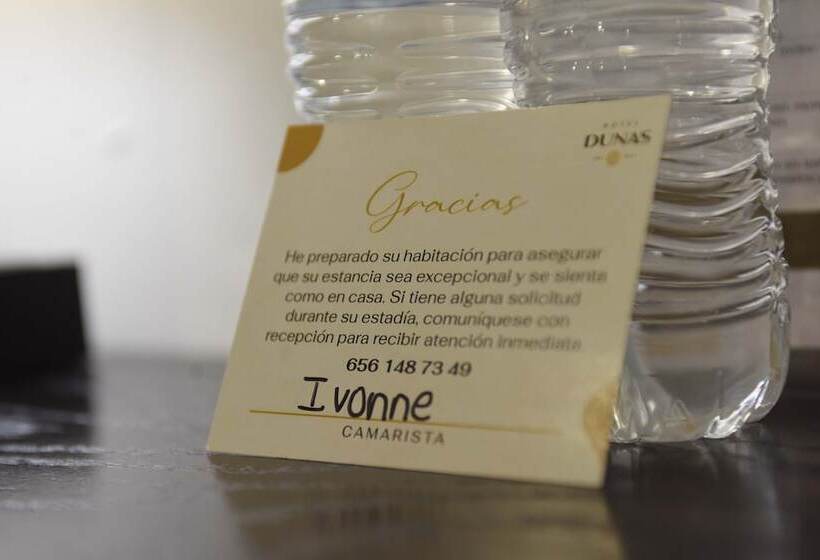 HOTEL
DUNAS
Gracias
He preparado su habitación para asegurar
que su estancia sea excepcional y se sienta
como en casa. Si tiene alguna solicitud
durante su estadía, comuníquese con
recepción para recibir atención inmediata
656 148 73 49
Ivonne
CAMARISTA